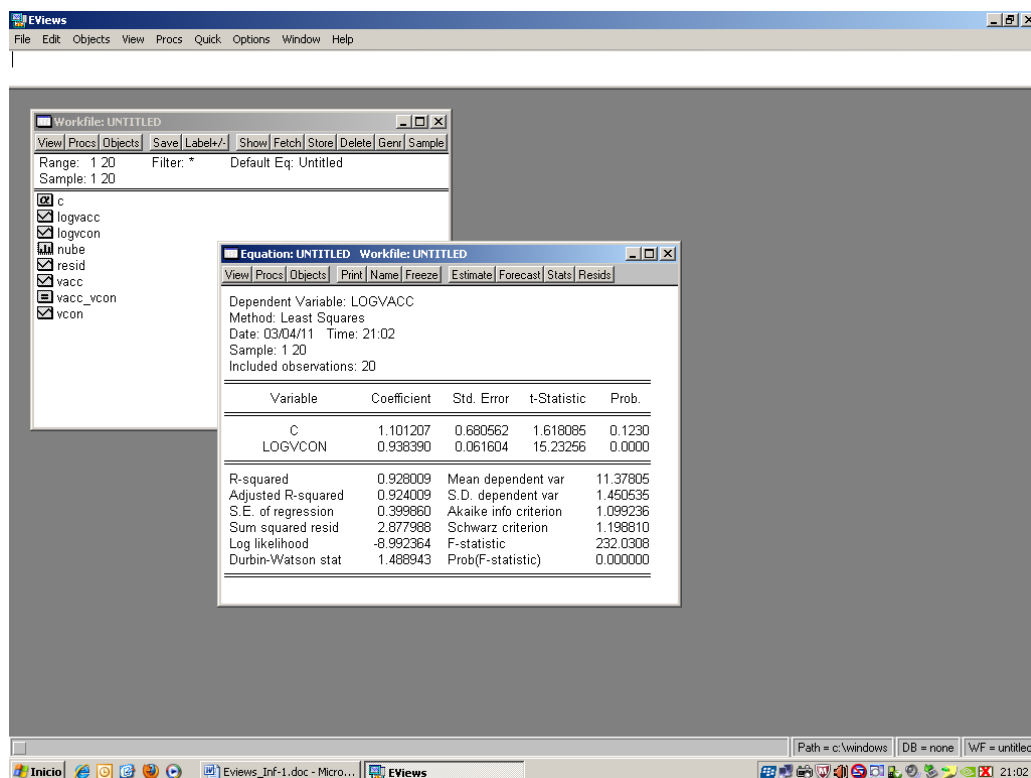 EViews
File Edit Objects View Procs Quick Options Window Help
Workfile: UNTITLED
View Procs Objects Save Label+/- Show Fetch Store Delete Genr Sample
Range: 1 20 Filter: * Default Eq: Untitled
Sample: 1 20
c
logvacc
logvcon
nube
resid
vacc
vacc_vcon
vcon
Equation: UNTITLED Workfile: UNTITLED
View Procs Objects Print Name Freeze Estimate Forecast Stats Resids
Dependent Variable: LOGVACC
Method: Least Squares
Date: 03/04/11 Time: 21:02
Sample: 1 20
Included observations: 20
Variable Coefficient Std. Error t-Statistic Prob.
C 1.101207 0.680562 1.618085 0.1230
LOGVCON 0.938390 0.061604 15.23256 0.0000
R-squared 0.928009 Mean dependent var 11.37805
Adjusted R-squared 0.924009 S.D. dependent var 1.450535
S.E. of regression 0.399860 Akaike info criterion 1.099236
Sum squared resid 2.877988 Schwarz criterion 1.198810
Log likelihood -8.992364 F-statistic 232.0308
Durbin-Watson stat 1.488943 Prob(F-statistic) 0.000000
Path = c:\windows DB = none WF = untitled
Inicio Eviews_Inf-1.doc - Micro... EViews 21:02